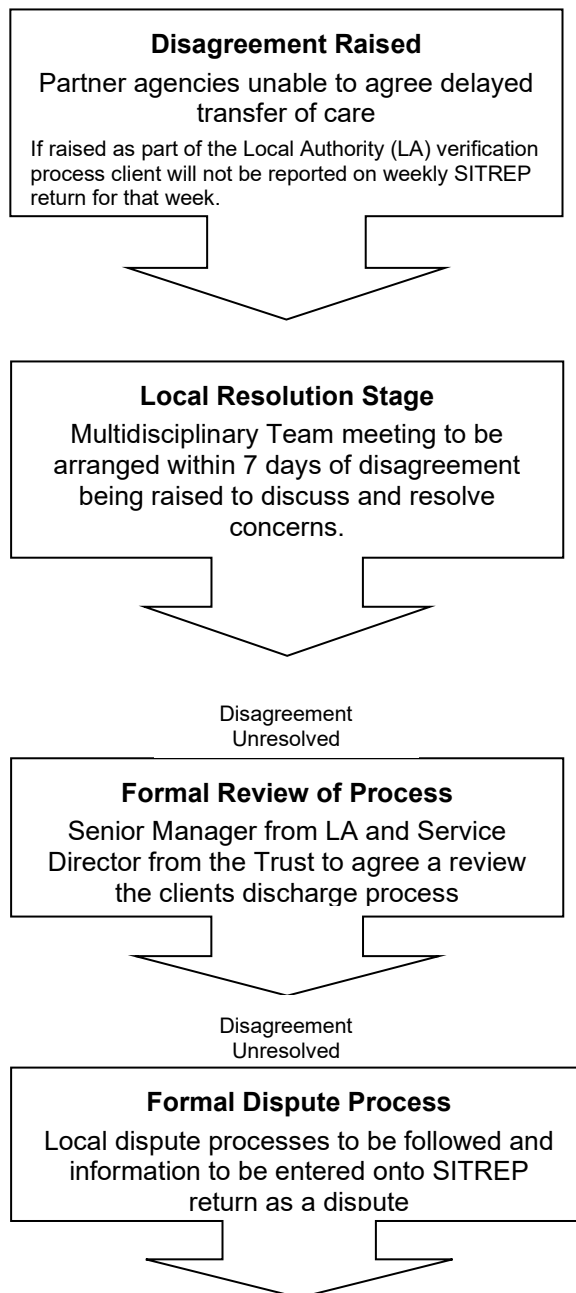 Disagreement Raised
Partner agencies unable to agree delayed
transfer of care
If raised as part of the Local Authority (LA) verification
process client will not be reported on weekly SITREP
return for that week.
Local Resolution Stage
Multidisciplinary Team meeting to be
arranged within 7 days of disagreement
being raised to discuss and resolve
concerns.
Disagreement
Unresolved
Formal Review of Process
Senior Manager from LA and Service
Director from the Trust to agree a review
the clients discharge process
Disagreement
Unresolved
Formal Dispute Process
Local dispute processes to be followed and
information to be entered onto SITREP
return as a dispute